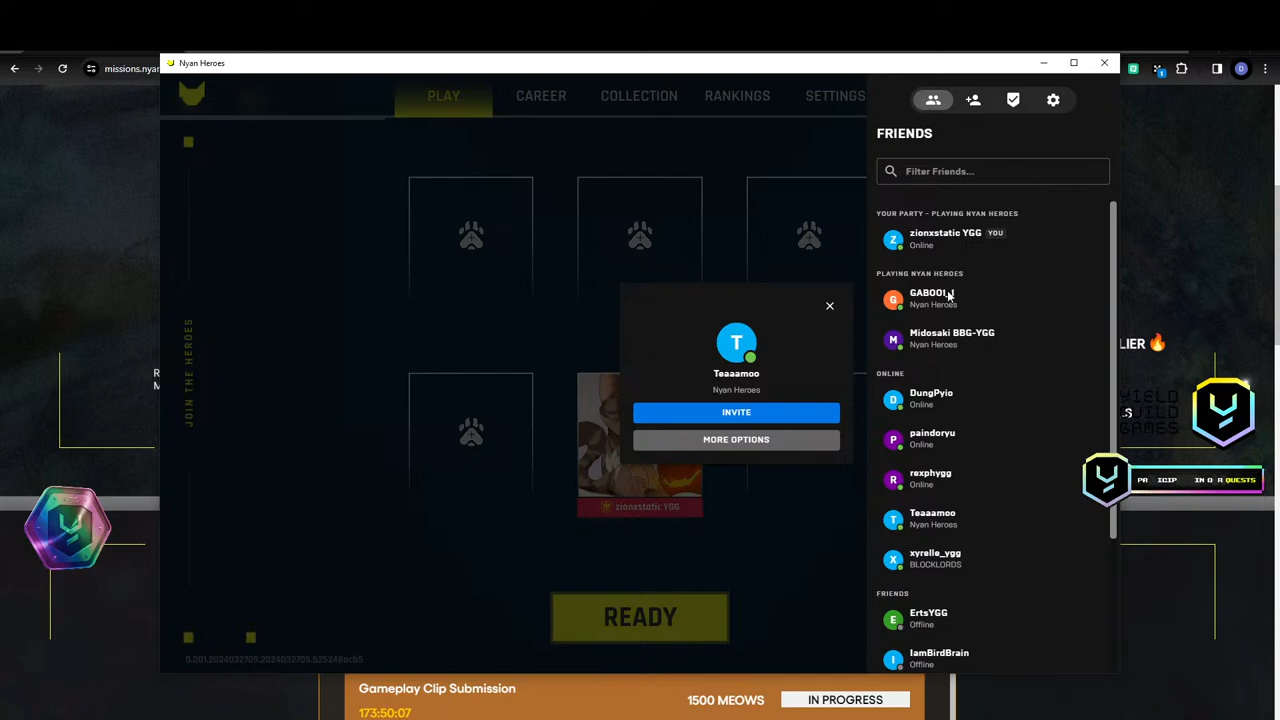 Nyan Heroes
missions.nyan
PLAY
CAREER
COLLECTION
RANKINGS
SETTINGS
FRIENDS
Filter Friends...
YOUR PARTY - PLAYING NYAN HEROES
Z
zionxstatic YGG YOU
Online
PLAYING NYAN HEROES
G
Nyan Heroes
M
Midosaki BBG-YGG
Nyan Heroes
ONLINE
D
DungPyio
Online
P
paindoryu
Online
R
rexphygg
Online
T
Teaaamoo
Nyan Heroes
X
xyrelle_ygg
BLOCKLORDS
FRIENDS
E
ErtsYGG
Offline
I
IamBirdBrain
Offline
T
Teaaamoo
Nyan Heroes
INVITE
MORE OPTIONS
JOIN THE HEROES
zionxstatic YGG
READY
R
M
LIER 🔥
S
YIELD
GUILD
GAMES
QUESTS
Gameplay Clip Submission
173:50:07
1500 MEOWS
IN PROGRESS
D